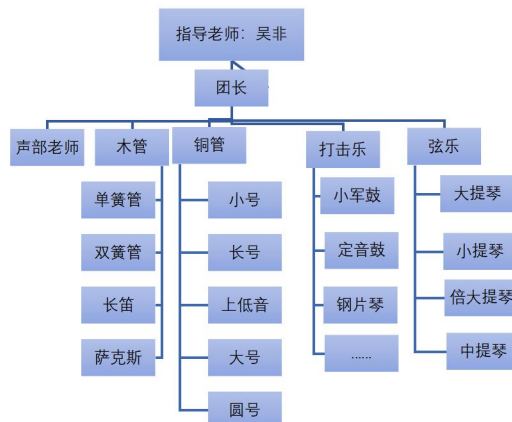 指导老师：吴非
团长
声部老师
木管
铜管
打击乐
弦乐
单簧管
双簧管
长笛
萨克斯
小号
长号
上低音
大号
圆号
小军鼓
定音鼓
钢片琴
……
大提琴
小提琴
倍大提琴
中提琴